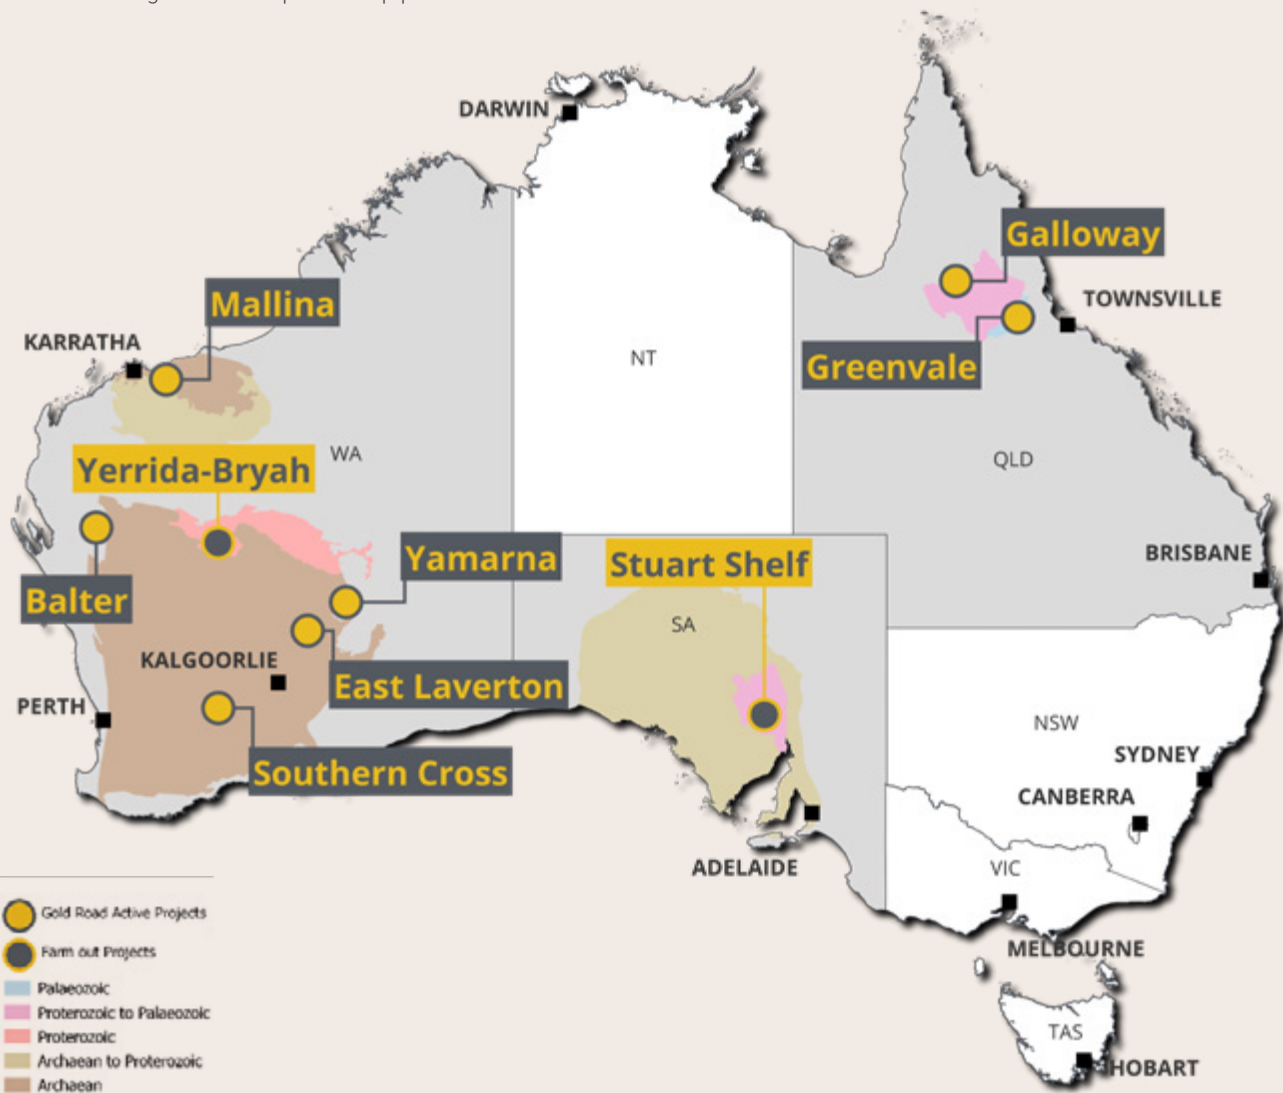 DARWIN
Galloway
TOWNSVILLE
Mallina
KARRATHA
NT
Greenvale
WA
QLD
Yerrida-Bryah
BRISBANE
Yamarna
Stuart Shelf
Balter
SA
KALGOORLIE
East Laverton
PERTH
NSW
SYDNEY
Southern Cross
CANBERRA
ADELAIDE
VIC
MELBOURNE
TAS
HOBART
Gold Road Active Projects
Farm out Projects
Palaeozoic
Proterozoic to Palaeozoic
Proterozoic
Archaean to Proterozoic
Archaean